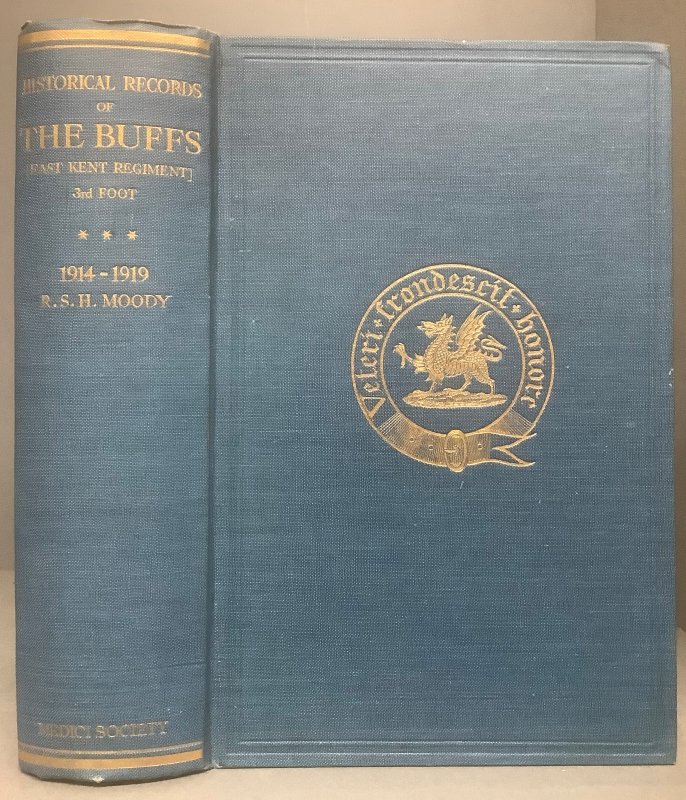 HISTORICAL RECORDS
OF
THE BUFFS
[EAST KENT REGIMENT]
3rd FOOT
* * *
1914 - 1919
R. S. H. MOODY
MEDICI SOCIETY
Veteri · frondescit · honore